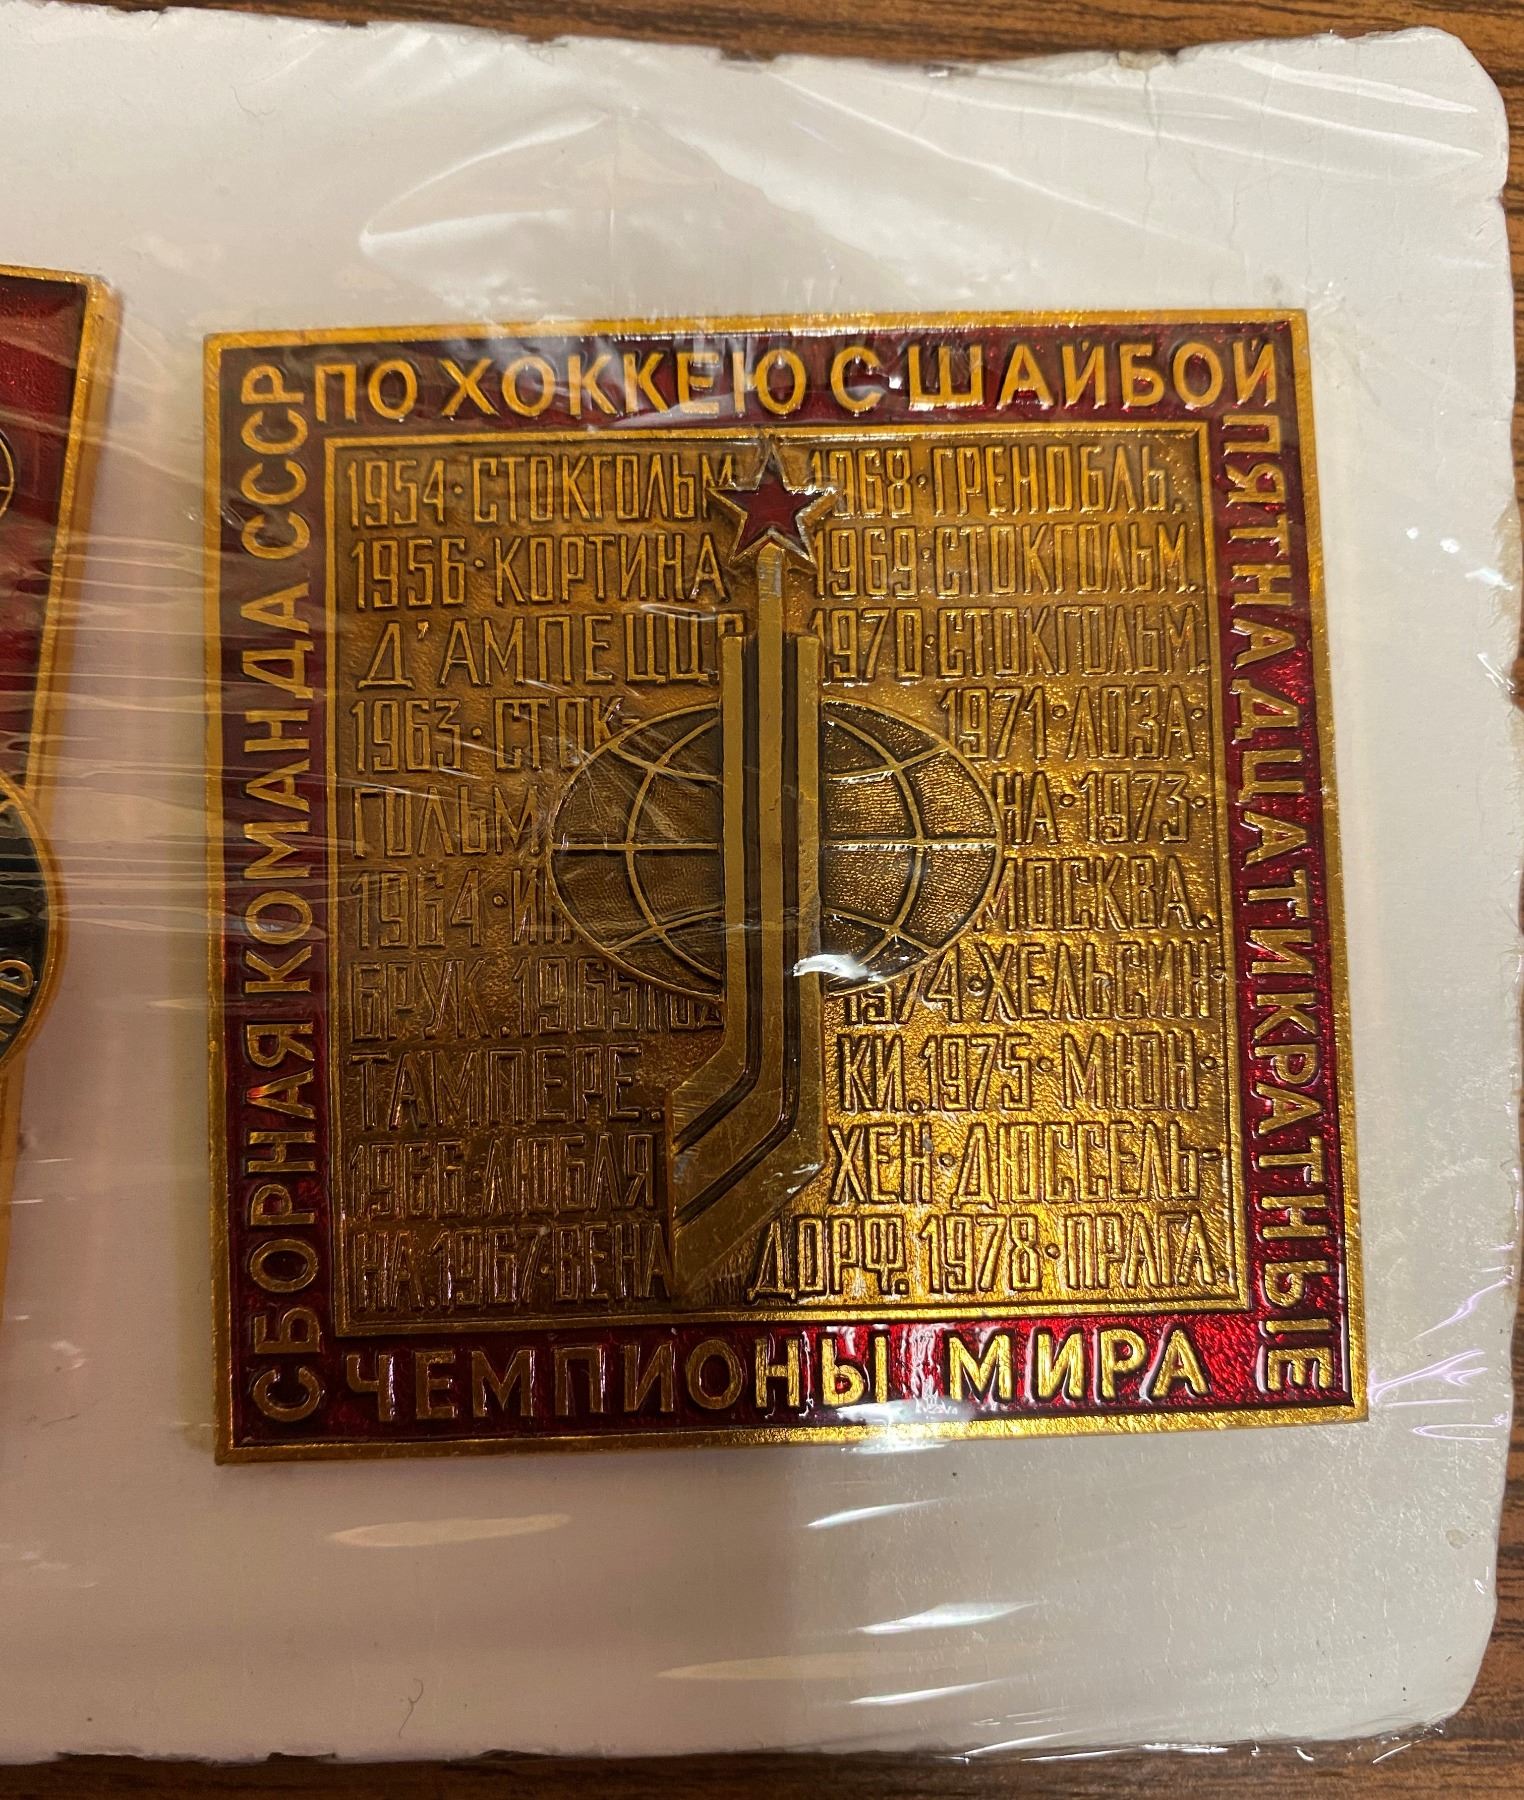 СБОРНАЯ КОМАНДА СССР
ПО ХОККЕЮ С ШАЙБОЙ
ПЯТНАДЦАТИКРАТНЫЕ
ЧЕМПИОНЫ МИРА
1954·СТОКГОЛЬМ
1956·КОРТИНА
Д'АМПЕЦЦО
1963·СТОК-
ГОЛЬМ
1964·ИН
БРУК.1965
ТАМПЕРЕ.
1966·ЛЮБЛЯ
НА.1967·ВЕНА
1968·ГРЕНОБЛЬ.
1969·СТОКГОЛЬМ.
1970·СТОКГОЛЬМ.
1971·ЛОЗА·
НА·1973·
МОСКВА.
1974·ХЕЛЬСИН·
КИ.1975·МЮН·
ХЕН·ДЮССЕЛЬ-
ДОРФ.1978·ПРАГА.